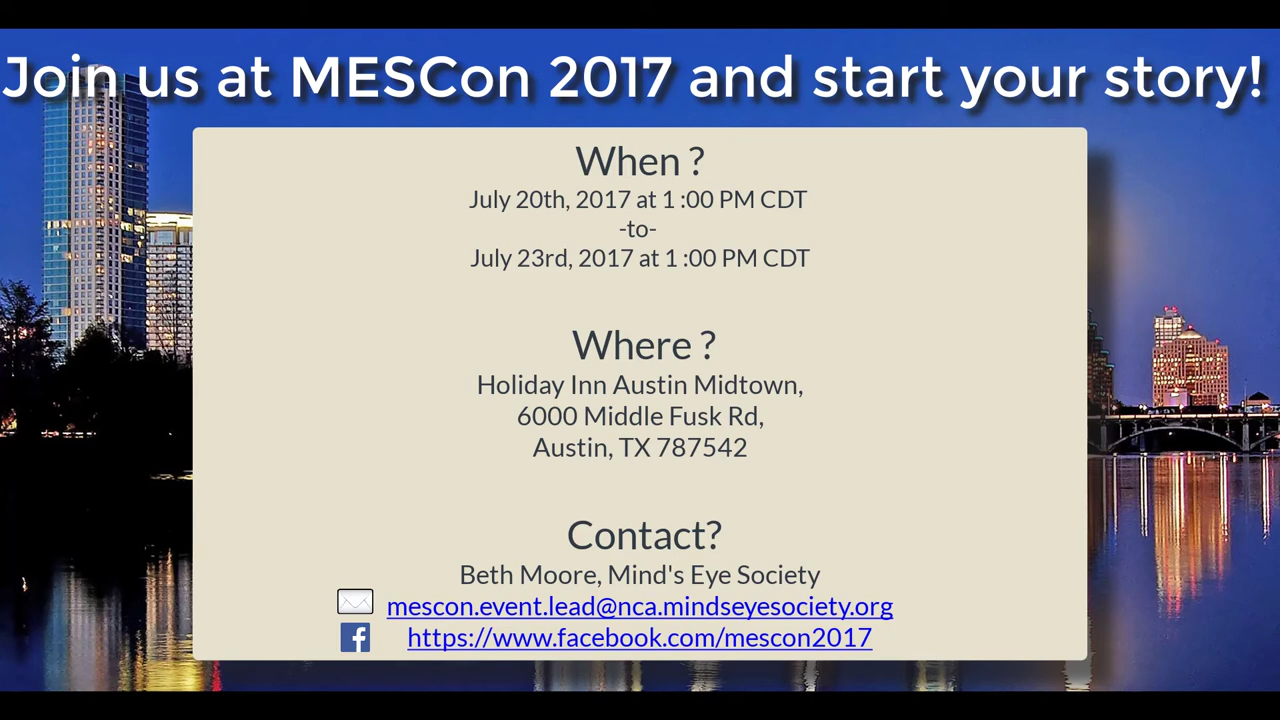 Join us at MESCon 2017 and start your story!
When ?
July 20th, 2017 at 1 :00 PM CDT
-to-
July 23rd, 2017 at 1 :00 PM CDT
Where ?
Holiday Inn Austin Midtown,
6000 Middle Fusk Rd,
Austin, TX 787542
Contact?
Beth Moore, Mind's Eye Society
mescon.event.lead@nca.mindseyesociety.org
https://www.facebook.com/mescon2017